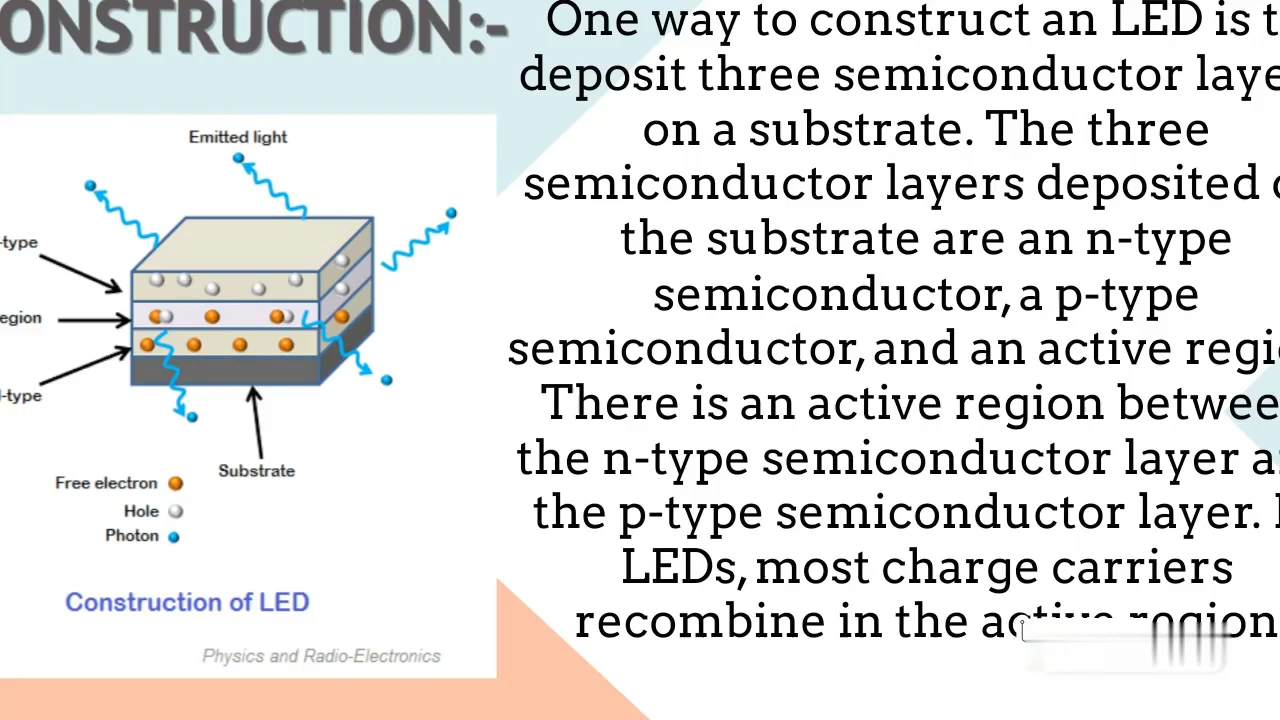 ONSTRUCTION:-
Emitted light
-type
egion
-type
Substrate
Free electron
Hole
Photon
Construction of LED
Physics and Radio-Electronics
One way to construct an LED is t
deposit three semiconductor laye
on a substrate. The three
semiconductor layers deposited o
the substrate are an n-type
semiconductor, a p-type
semiconductor, and an active regi
There is an active region betwee
the n-type semiconductor layer a
the p-type semiconductor layer. I
LEDs, most charge carriers
recombine in the active region